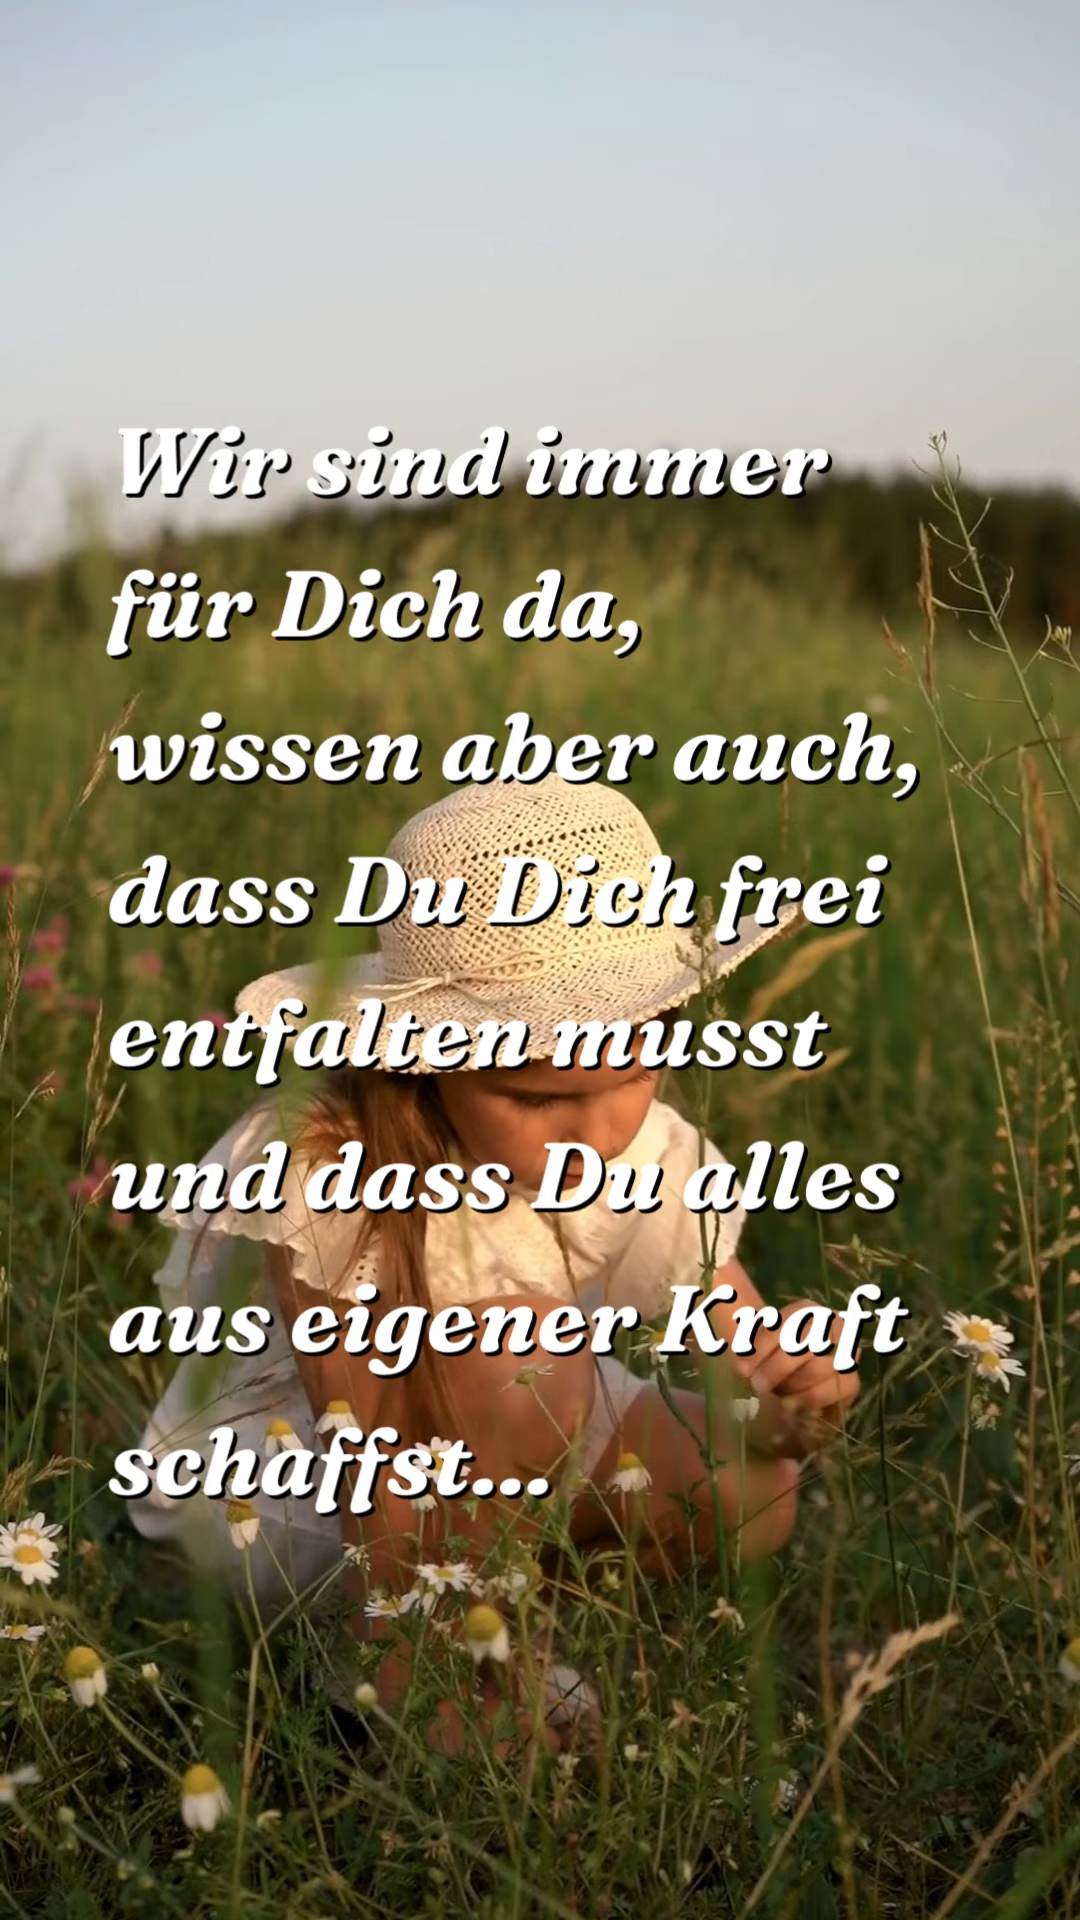 Wir sind immer
für Dich da,
wissen aber auch,
dass Du Dich frei
entfalten musst
und dass Du alles
aus eigener Kraft
schaffst...